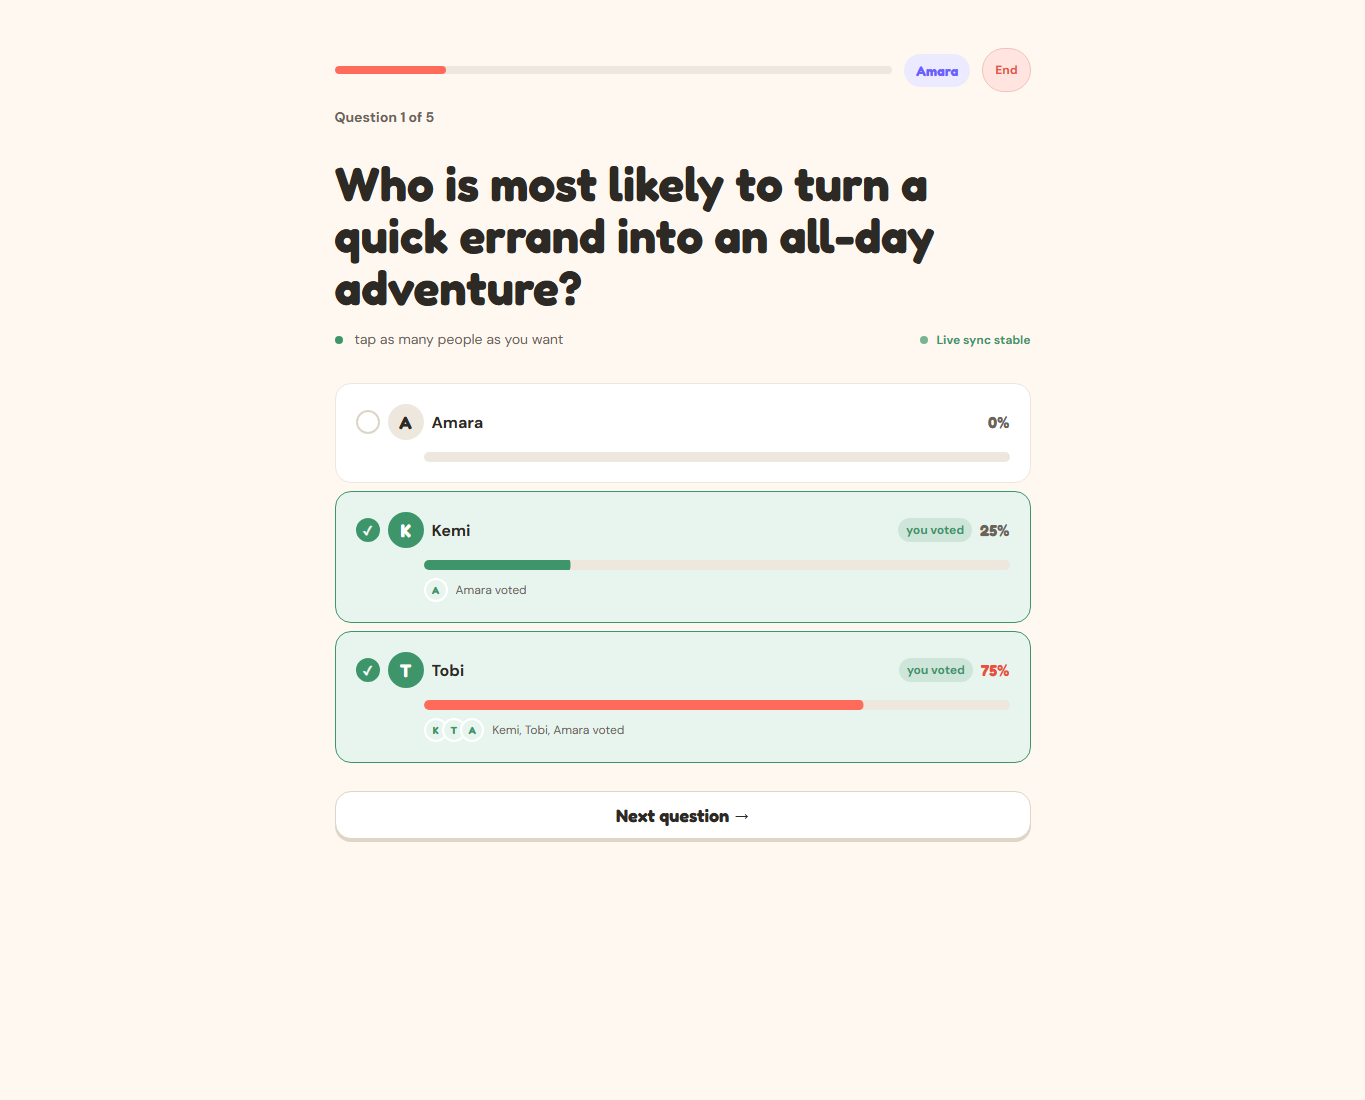 Amara
End
Question 1 of 5
Who is most likely to turn a
quick errand into an all-day
adventure?
tap as many people as you want
Live sync stable
A Amara 0%
K Kemi you voted 25%
A Amara voted
T Tobi you voted 75%
K T A Kemi, Tobi, Amara voted
Next question →